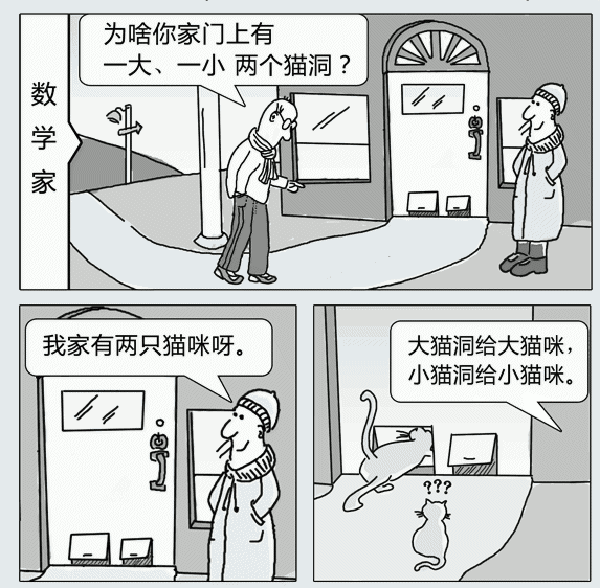 为啥你家门上有
一大、一小 两个猫洞？
数
学
家
我家有两只猫咪呀。
大猫洞给大猫咪，
小猫洞给小猫咪。
???